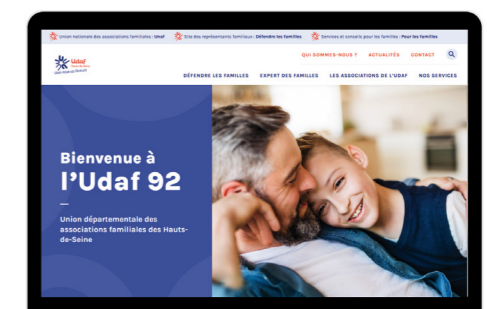 Union nationale des associations familiales : Unaf
Site des représentants familiaux : Défendre les familles
Services et conseils pour les familles : Pour les familles
QUI SOMMES-NOUS ?
ACTUALITÉS
CONTACT
Udaf
DÉFENDRE LES FAMILLES
EXPERT DES FAMILLES
LES ASSOCIATIONS DE L'UDAF
NOS SERVICES
Bienvenue à
l'Udaf 92
Union départementale des
associations familiales des Hauts-
de-Seine